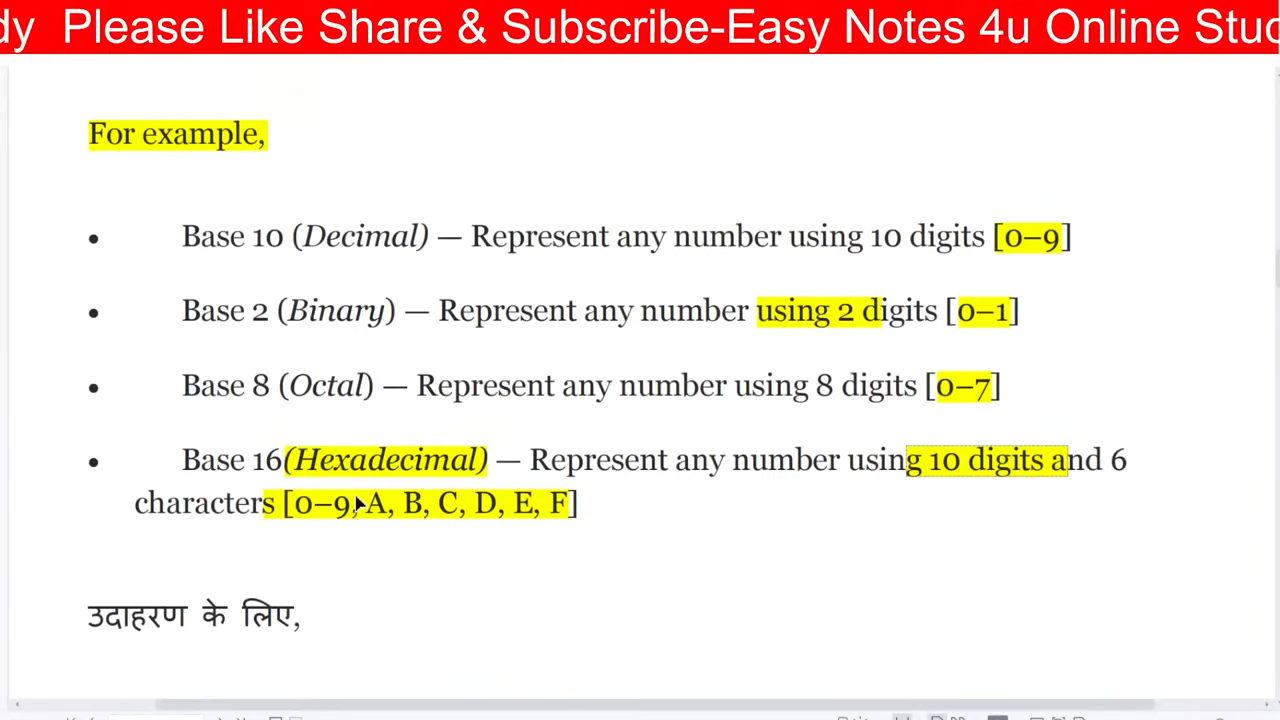 dy Please Like Share & Subscribe-Easy Notes 4u Online Stud
For example,
• Base 10 (Decimal) — Represent any number using 10 digits [0–9]
• Base 2 (Binary) — Represent any number using 2 digits [0–1]
• Base 8 (Octal) — Represent any number using 8 digits [0–7]
• Base 16(Hexadecimal) — Represent any number using 10 digits and 6
characters [0–9, A, B, C, D, E, F]
उदाहरण के लिए,